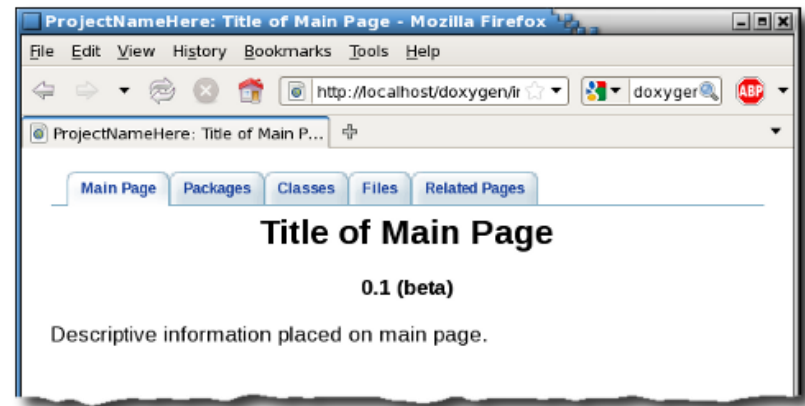 ProjectNameHere: Title of Main Page - Mozilla Firefox
File Edit View History Bookmarks Tools Help
http://localhost/doxygen/ir doxyger ABP
ProjectNameHere: Title of Main P...
Main Page Packages Classes Files Related Pages
Title of Main Page
0.1 (beta)
Descriptive information placed on main page.